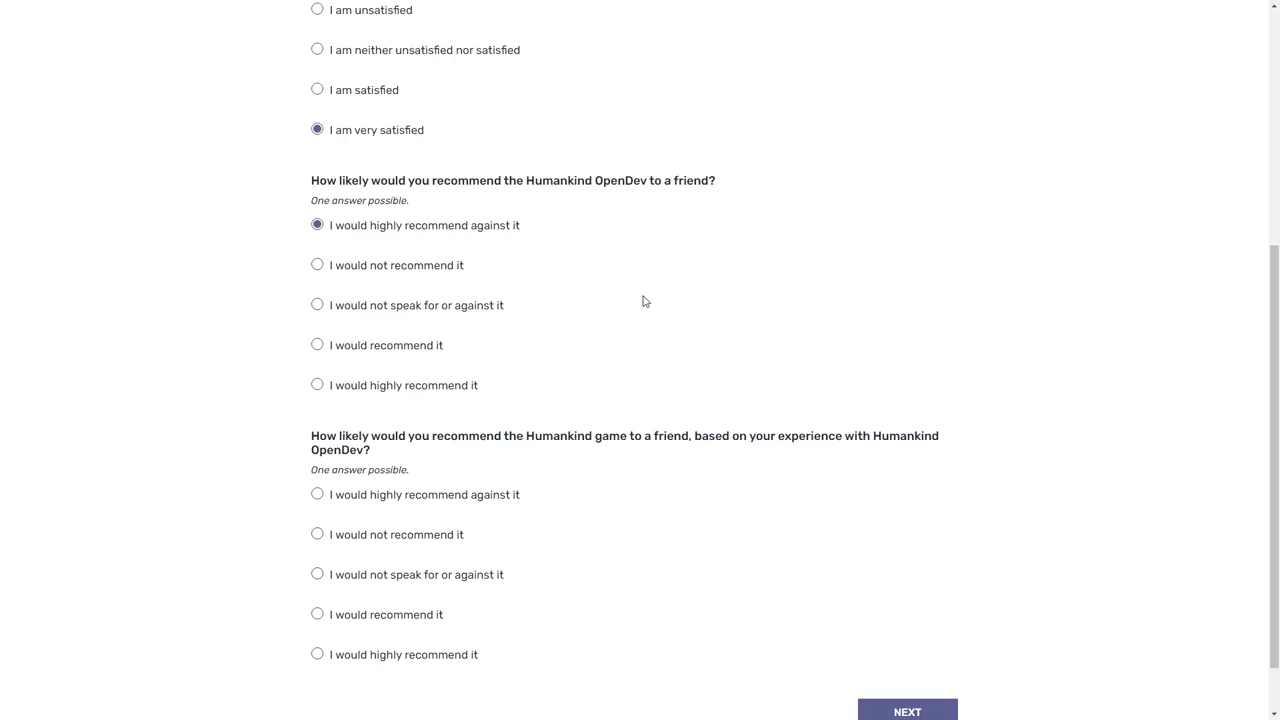 I am unsatisfied
I am neither unsatisfied nor satisfied
I am satisfied
I am very satisfied
How likely would you recommend the Humankind OpenDev to a friend?
One answer possible.
I would highly recommend against it
I would not recommend it
I would not speak for or against it
I would recommend it
I would highly recommend it
How likely would you recommend the Humankind game to a friend, based on your experience with Humankind
OpenDev?
One answer possible.
I would highly recommend against it
I would not recommend it
I would not speak for or against it
I would recommend it
I would highly recommend it
NEXT